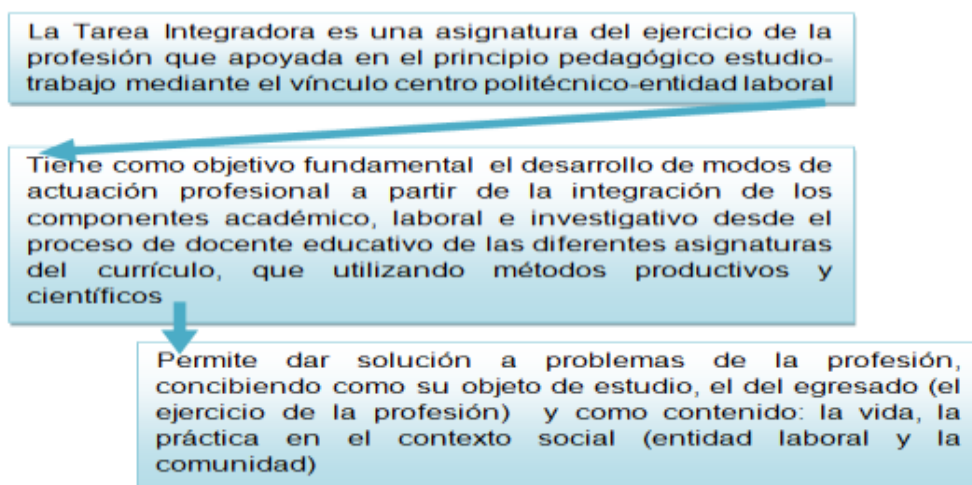 La Tarea Integradora es una asignatura del ejercicio de la
profesión que apoyada en el principio pedagógico estudio-
trabajo mediante el vínculo centro politécnico-entidad laboral
Tiene como objetivo fundamental el desarrollo de modos de
actuación profesional a partir de la integración de los
componentes académico, laboral e investigativo desde el
proceso de docente educativo de las diferentes asignaturas
del currículo, que utilizando métodos productivos y
científicos
Permite dar solución a problemas de la profesión,
concibiendo como su objeto de estudio, el del egresado (el
ejercicio de la profesión) y como contenido: la vida, la
práctica en el contexto social (entidad laboral y la
comunidad)